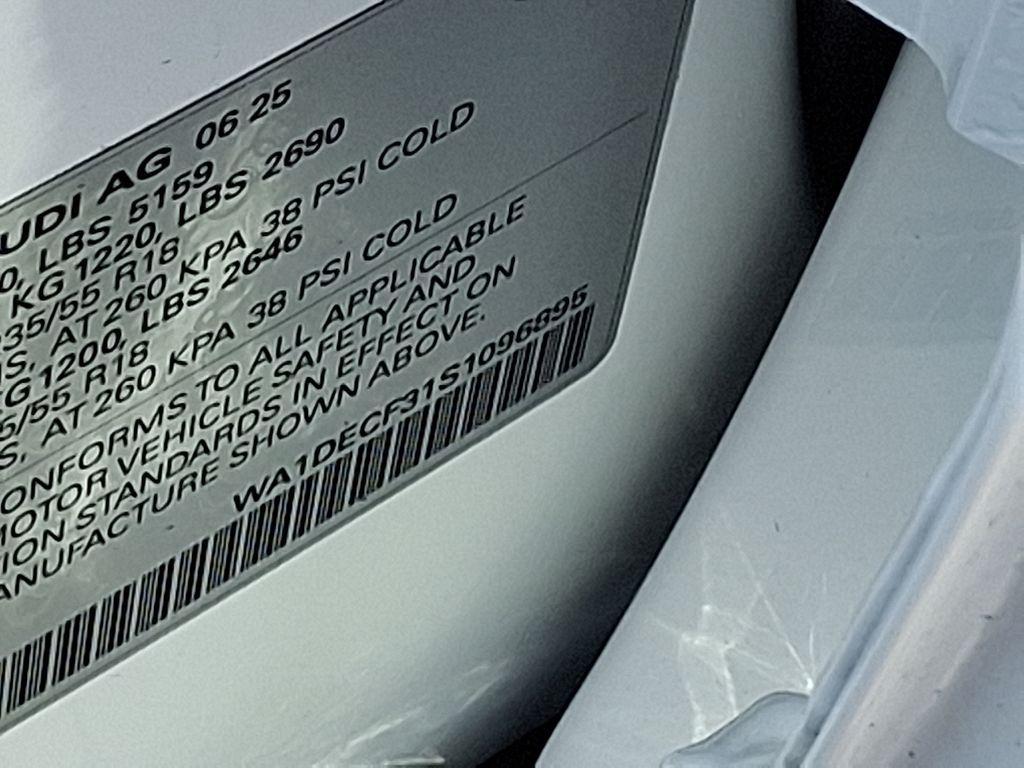 UDI AG 06 25
0, LBS 5159
KG 1220, LBS 2690
235/55 R18
S, AT 260 KPA 38 PSI COLD
KG 1200, LBS 2646
5/55 R18
S, AT 260 KPA 38 PSI COLD
ONFORMS TO ALL APPLICABLE
MOTOR VEHICLE SAFETY AND
ION STANDARDS IN EFFECT ON
ANUFACTURE SHOWN ABOVE.
WA1DECF31S1096895